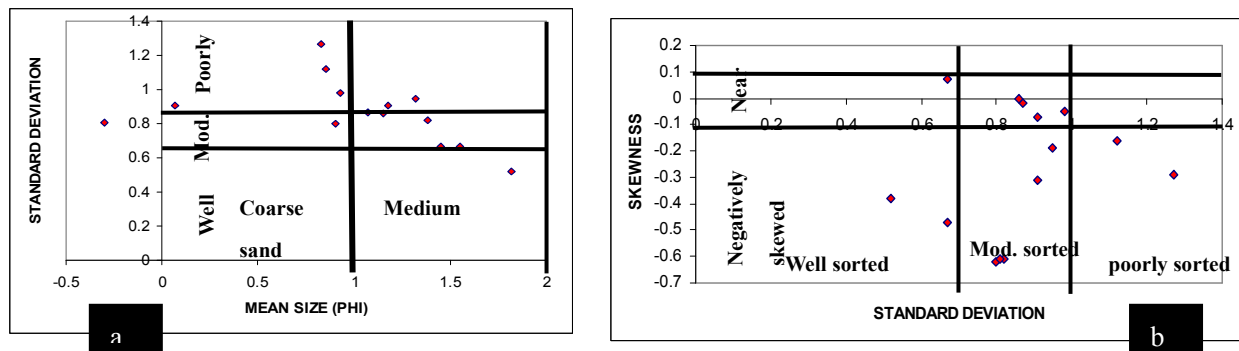 1.4
1.2
1
0.8
0.6
0.4
0.2
0
-0.5
0
0.5
1
1.5
2
STANDARD DEVIATION
MEAN SIZE (PHI)
Poorly
Mod.
Well
Coarse
sand
Medium
a
0.2
0.1
0
-0.1
-0.2
-0.3
-0.4
-0.5
-0.6
-0.7
0
0.2
0.4
0.6
0.8
1.0
1.2
1.4
SKEWNESS
STANDARD DEVIATION
Near
Negatively
skewed
Well sorted
Mod. sorted
poorly sorted
b